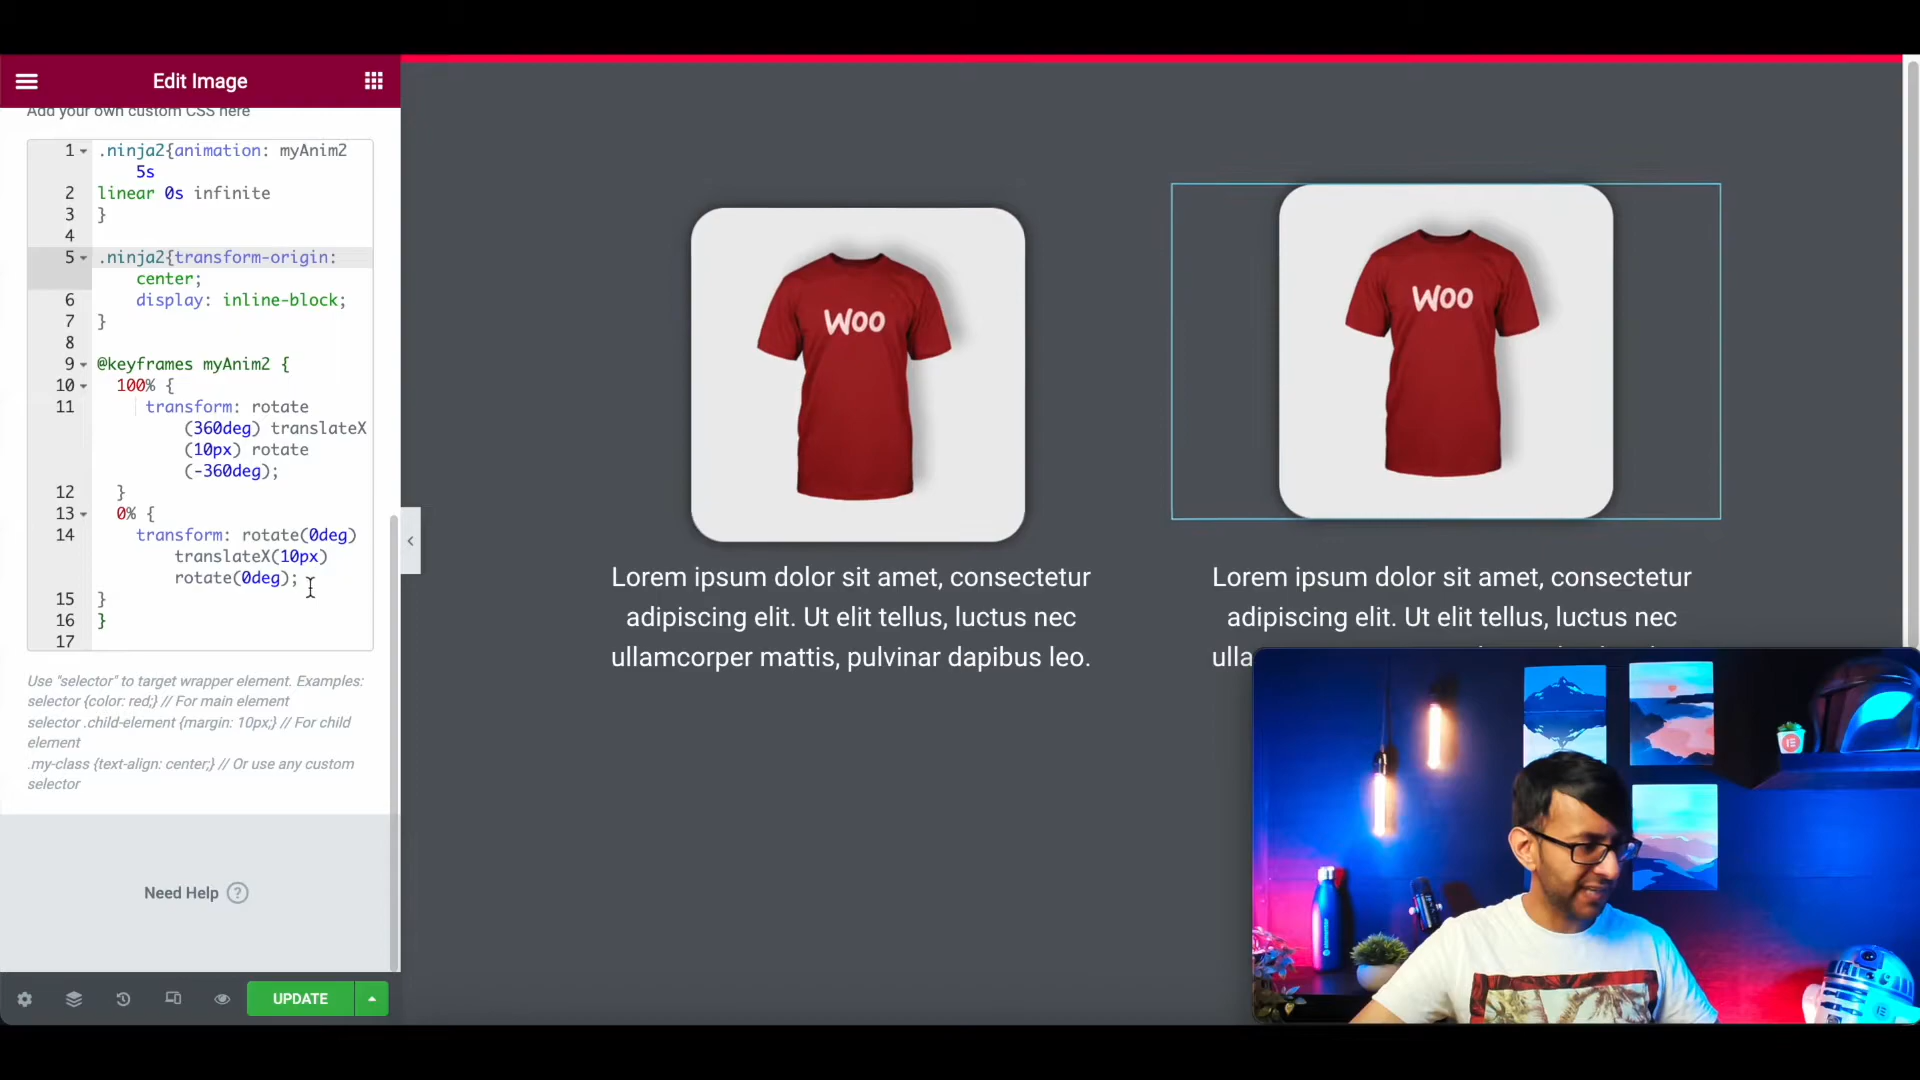 Edit Image
Add your own custom CSS here
1 .ninja2{animation: myAnim2
5s
2 linear 0s infinite
3 }
4
5 .ninja2{transform-origin:
center;
6 display: inline-block;
7 }
8
9 @keyframes myAnim2 {
10 100% {
11 transform: rotate
(360deg) translateX
(10px) rotate
(-360deg);
12 }
13 0% {
14 transform: rotate(0deg)
translateX(10px)
rotate(0deg);
15 }
16 }
17
Use "selector" to target wrapper element. Examples:
selector {color: red;} // For main element
selector .child-element {margin: 10px;} // For child
element
.my-class {text-align: center;} // Or use any custom
selector
Need Help ?
UPDATE
Woo
Lorem ipsum dolor sit amet, consectetur
adipiscing elit. Ut elit tellus, luctus nec
ullamcorper mattis, pulvinar dapibus leo.
Woo
Lorem ipsum dolor sit amet, consectetur
adipiscing elit. Ut elit tellus, luctus nec
ulla